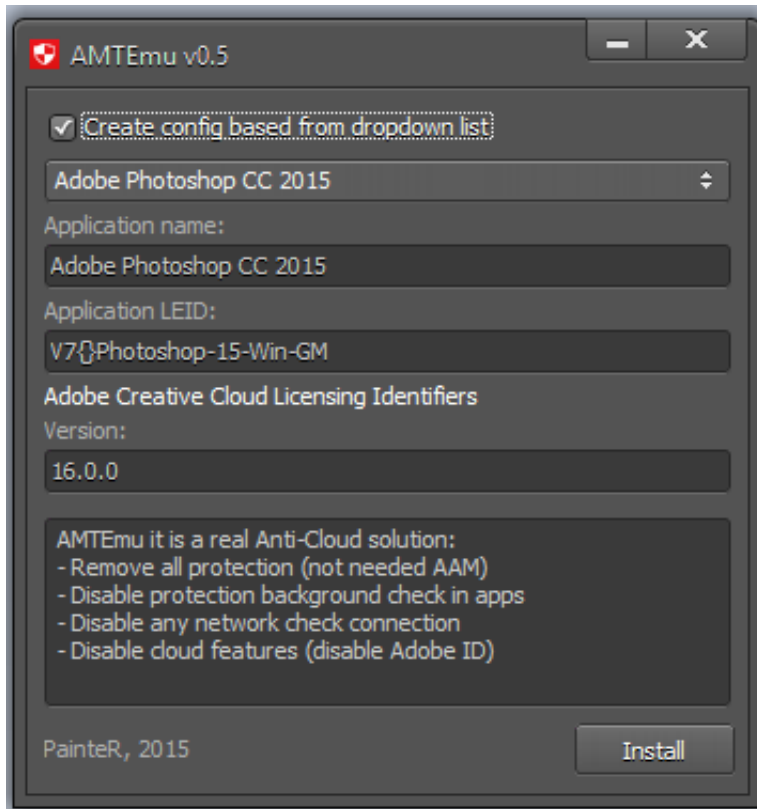 AMTEmu v0.5
Create config based from dropdown list
Adobe Photoshop CC 2015
Application name:
Adobe Photoshop CC 2015
Application LEID:
V7{}Photoshop-15-Win-GM
Adobe Creative Cloud Licensing Identifiers
Version:
16.0.0
AMTEmu it is a real Anti-Cloud solution:
- Remove all protection (not needed AAM)
- Disable protection background check in apps
- Disable any network check connection
- Disable cloud features (disable Adobe ID)
PainteR, 2015
Install